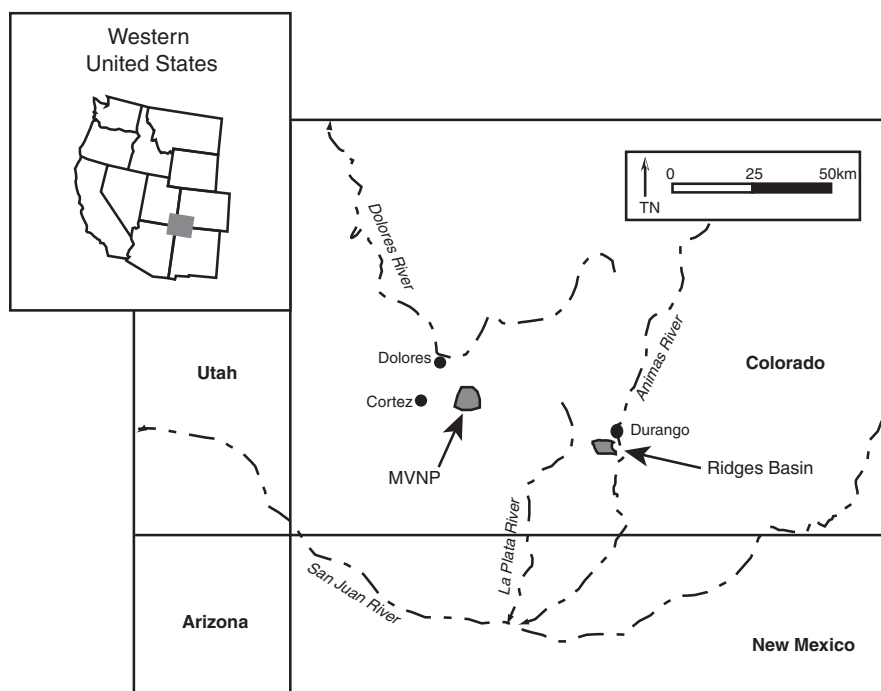 Western
United States
0 25 50km
TN
Dolores River
Animas River
Dolores
Utah
Colorado
Cortez
Durango
MVNP
Ridges Basin
La Plata River
San Juan River
Arizona
New Mexico